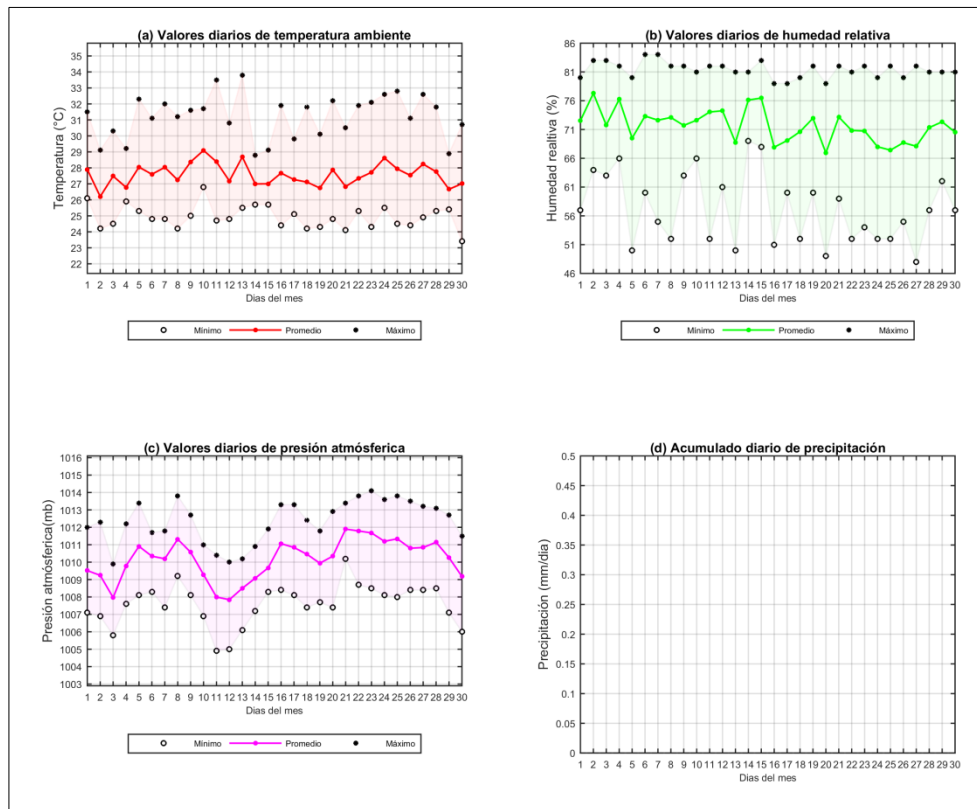 (a) Valores diarios de temperatura ambiente
Temperatura (°C)
35
34
33
32
31
30
29
28
27
26
25
24
23
22
1 2 3 4 5 6 7 8 9 10 11 12 13 14 15 16 17 18 19 20 21 22 23 24 25 26 27 28 29 30
Dias del mes
Mínimo Promedio Máximo
(b) Valores diarios de humedad relativa
Humedad realtiva (%)
86
81
76
71
66
61
56
51
46
1 2 3 4 5 6 7 8 9 10 11 12 13 14 15 16 17 18 19 20 21 22 23 24 25 26 27 28 29 30
Dias del mes
Mínimo Promedio Máximo
(c) Valores diarios de presión atmósferica
Presión atmósferica(mb)
1016
1015
1014
1013
1012
1011
1010
1009
1008
1007
1006
1005
1004
1003
1 2 3 4 5 6 7 8 9 10 11 12 13 14 15 16 17 18 19 20 21 22 23 24 25 26 27 28 29 30
Dias del mes
Mínimo Promedio Máximo
(d) Acumulado diario de precipitación
Precipitación (mm/dia)
0.5
0.45
0.4
0.35
0.3
0.25
0.2
0.15
0.1
0.05
0
1 2 3 4 5 6 7 8 9 10 11 12 13 14 15 16 17 18 19 20 21 22 23 24 25 26 27 28 29 30
Dias del mes